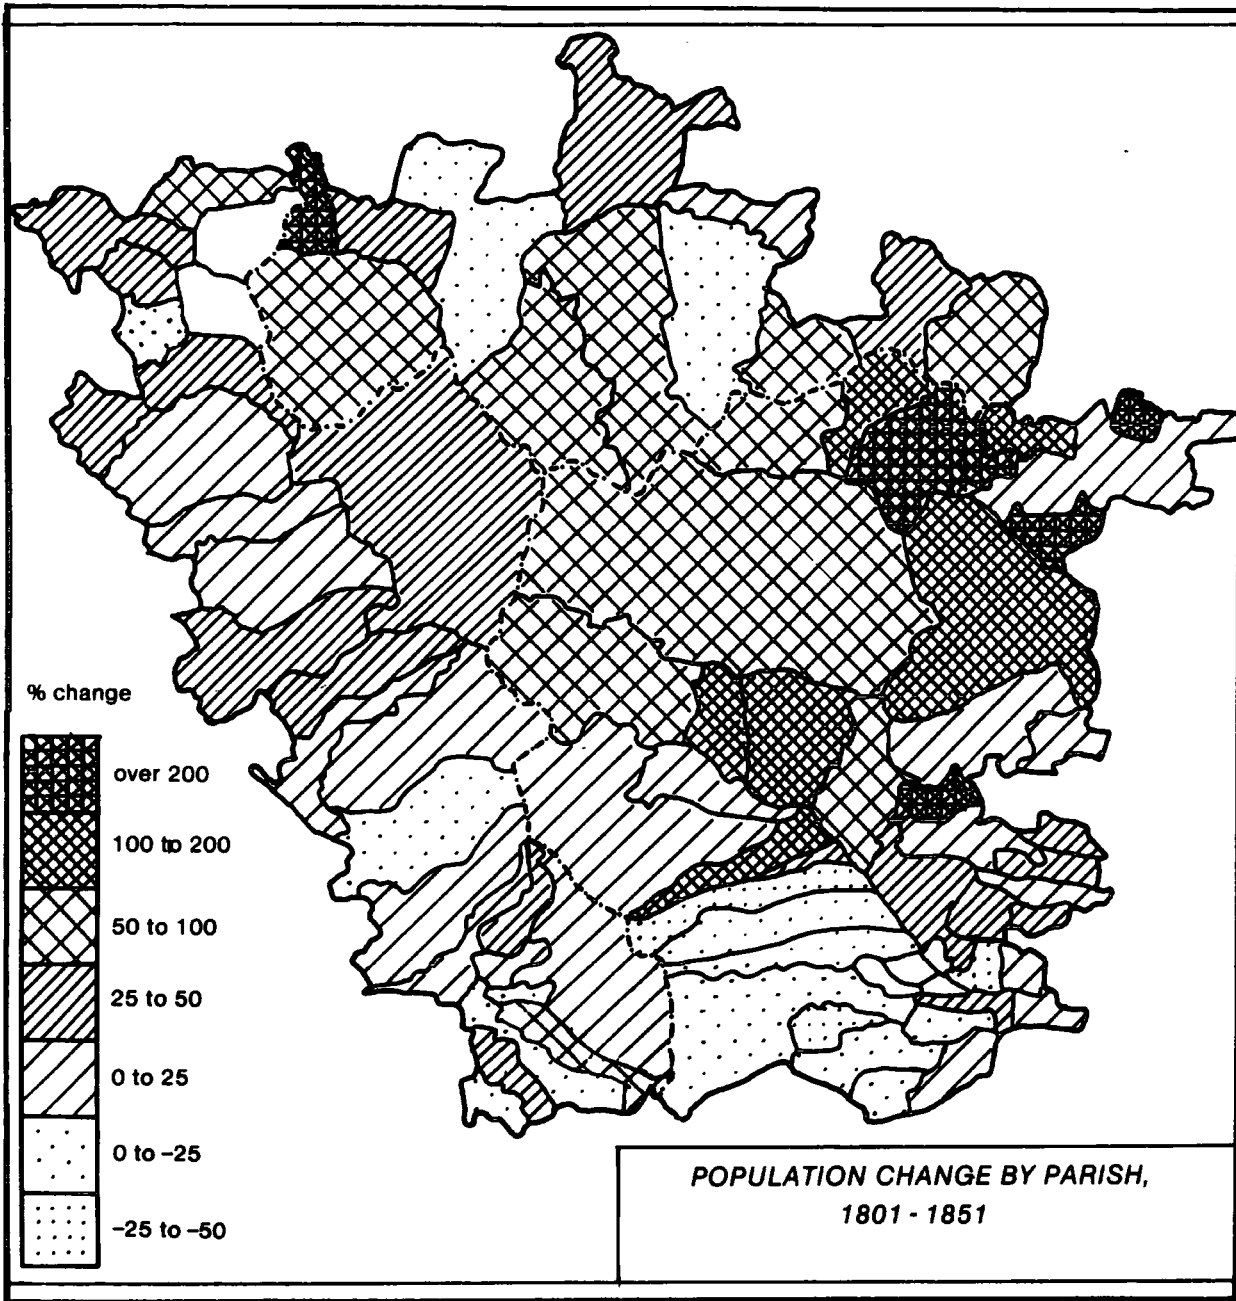 % change
over 200
100 to 200
50 to 100
25 to 50
0 to 25
0 to –25
–25 to –50
POPULATION CHANGE BY PARISH,
1801 - 1851